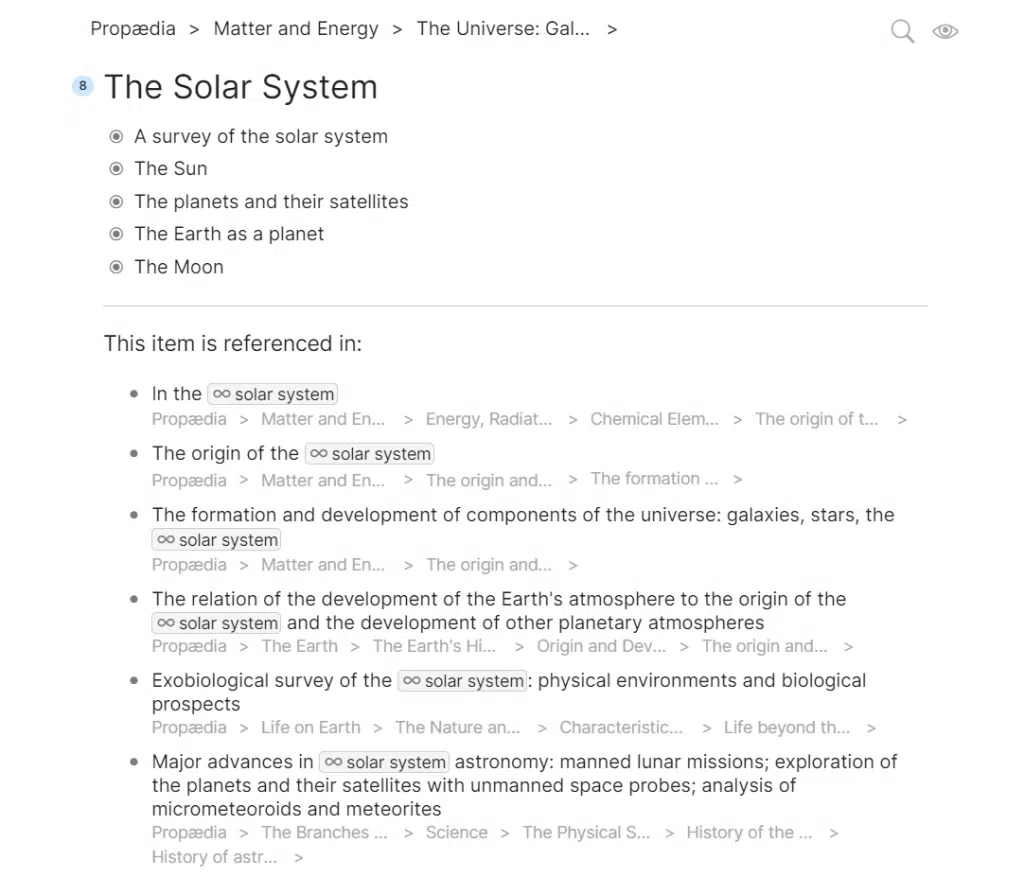 Propædia > Matter and Energy > The Universe: Gal... >
8 The Solar System
A survey of the solar system
The Sun
The planets and their satellites
The Earth as a planet
The Moon
This item is referenced in:
In the ∞ solar system
Propædia > Matter and En... > Energy, Radiat... > Chemical Elem... > The origin of t... >
The origin of the ∞ solar system
Propædia > Matter and En... > The origin and... > The formation ... >
The formation and development of components of the universe: galaxies, stars, the
∞ solar system
Propædia > Matter and En... > The origin and... >
The relation of the development of the Earth's atmosphere to the origin of the
∞ solar system and the development of other planetary atmospheres
Propædia > The Earth > The Earth's Hi... > Origin and Dev... > The origin and... >
Exobiological survey of the ∞ solar system: physical environments and biological
prospects
Propædia > Life on Earth > The Nature an... > Characteristic... > Life beyond th... >
Major advances in ∞ solar system astronomy: manned lunar missions; exploration of
the planets and their satellites with unmanned space probes; analysis of
micrometeoroids and meteorites
Propædia > The Branches ... > Science > The Physical S... > History of the ... >
History of astr... >